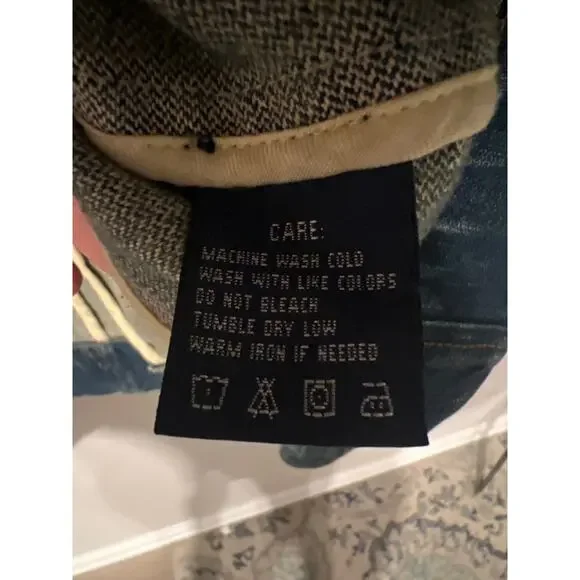 CARE:
MACHINE WASH COLD
WASH WITH LIKE COLORS
DO NOT BLEACH
TUMBLE DRY LOW
WARM IRON IF NEEDED